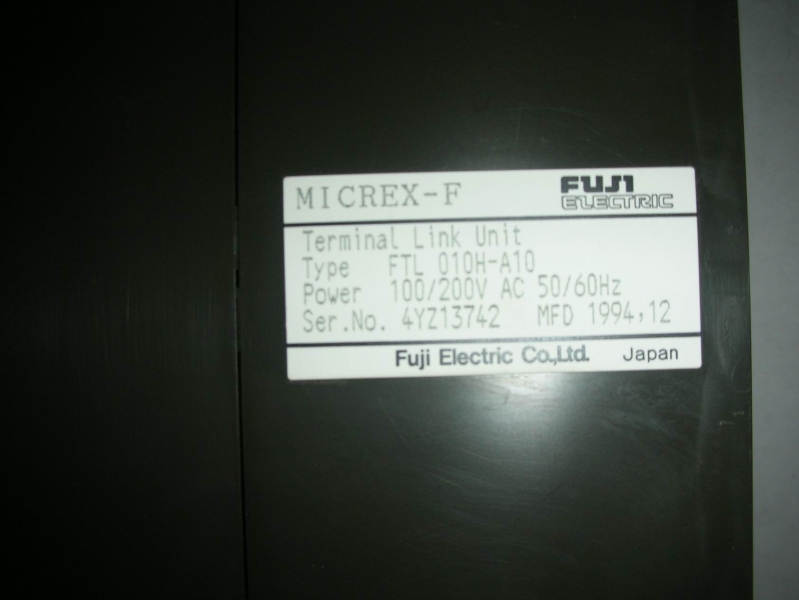 MICREX-F FUJI ELECTRIC
Terminal Link Unit
Type FTL 010H-A10
Power 100/200V AC 50/60Hz
Ser.No. 4YZ13742 MFD 1994,12
Fuji Electric Co.,Ltd. Japan